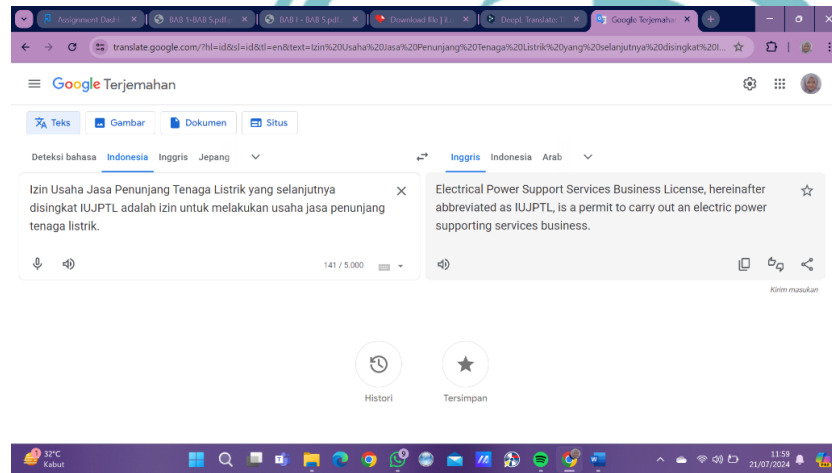 Assignment Dashb
BAB 1-BAB 5.pdf
BAB I - BAB 5.pdf
Download file | iL
DeepL Translate: 
Google Terjemaha
translate.google.com/?hl=id&sl=id&tl=en&text=Izin%20Usaha%20Jasa%20Penunjang%20Tenaga%20Listrik%20yang%20selanjutnya%20disingkat%20I...
Google Terjemahan
Teks Gambar Dokumen Situs
Deteksi bahasa Indonesia Inggris Jepang
Inggris Indonesia Arab
Izin Usaha Jasa Penunjang Tenaga Listrik yang selanjutnya
disingkat IUJPTL adalah izin untuk melakukan usaha jasa penunjang
tenaga listrik.
141 / 5.000
Electrical Power Support Services Business License, hereinafter
abbreviated as IUJPTL, is a permit to carry out an electric power
supporting services business.
Kirim masukan
Histori
Tersimpan
32°C
Kabut
11:59
21/07/2024